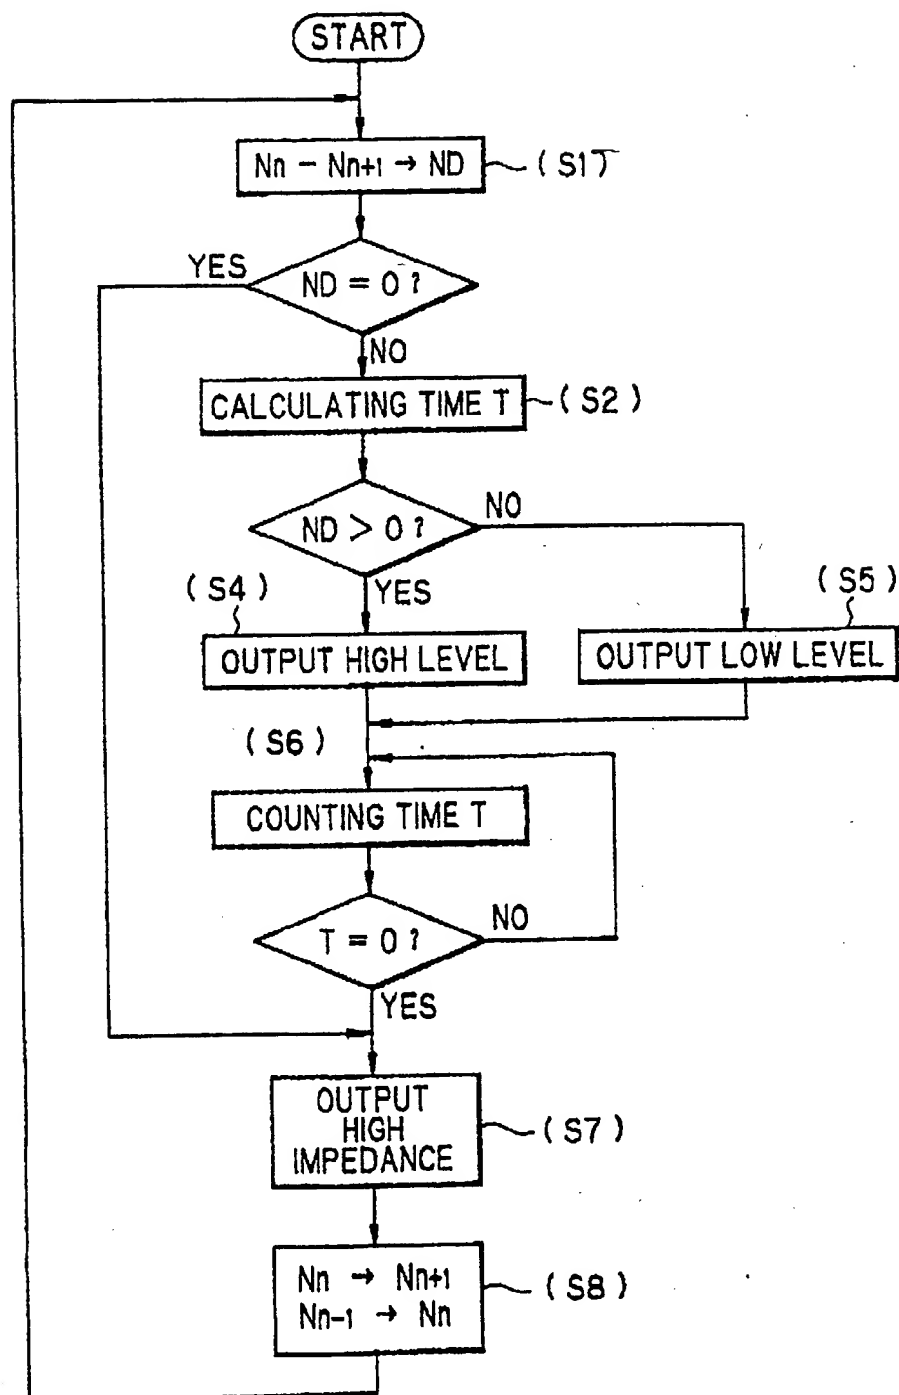 START
Nn - Nn+1 → ND
(S1)
YES
ND = 0 ?
NO
CALCULATING TIME T
(S2)
ND > 0 ?
NO
YES
(S4)
(S5)
OUTPUT HIGH LEVEL
OUTPUT LOW LEVEL
(S6)
COUNTING TIME T
T = 0 ?
NO
YES
OUTPUT
HIGH
IMPEDANCE
(S7)
Nn → Nn+1
Nn-1 → Nn
(S8)